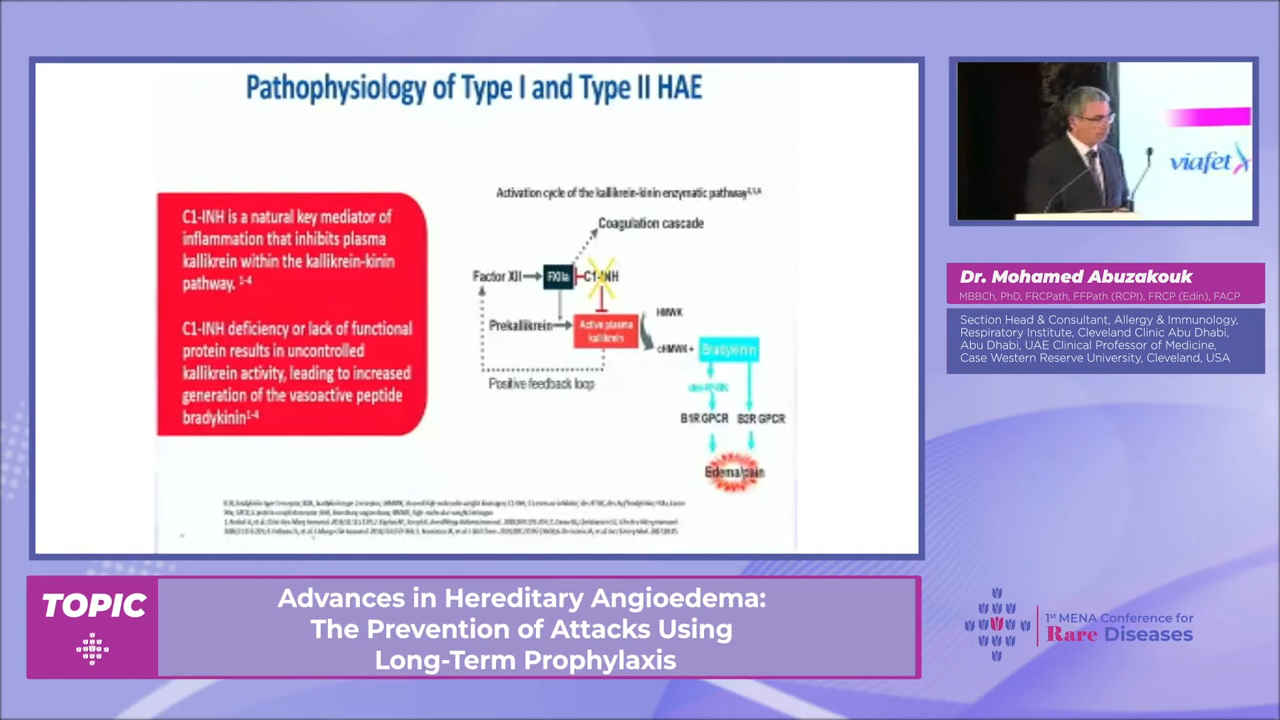 Pathophysiology of Type I and Type II HAE
C1-INH is a natural key mediator of
inflammation that inhibits plasma
kallikrein within the kallikrein-kinin
pathway. 1-4
C1-INH deficiency or lack of functional
protein results in uncontrolled
kallikrein activity, leading to increased
generation of the vasoactive peptide
bradykinin1-4
Activation cycle of the kallikrein-kinin enzymatic pathway
Coagulation cascade
Factor XII
FXIIa
C1-INH
Prekallikrein
Active plasma
kallikrein
HMWK
cHMWK +
Bradykinin
Positive feedback loop
B1R GPCR
B2R GPCR
Edema/pain
viafet
Dr. Mohamed Abuzakouk
MBBCh, PhD, FRCPath, FFPath (RCPI), FRCP (Edin), FACP
Section Head & Consultant, Allergy & Immunology,
Respiratory Institute, Cleveland Clinic Abu Dhabi,
Abu Dhabi, UAE Clinical Professor of Medicine,
Case Western Reserve University, Cleveland, USA
TOPIC
Advances in Hereditary Angioedema:
The Prevention of Attacks Using
Long-Term Prophylaxis
1st MENA Conference for
Rare Diseases